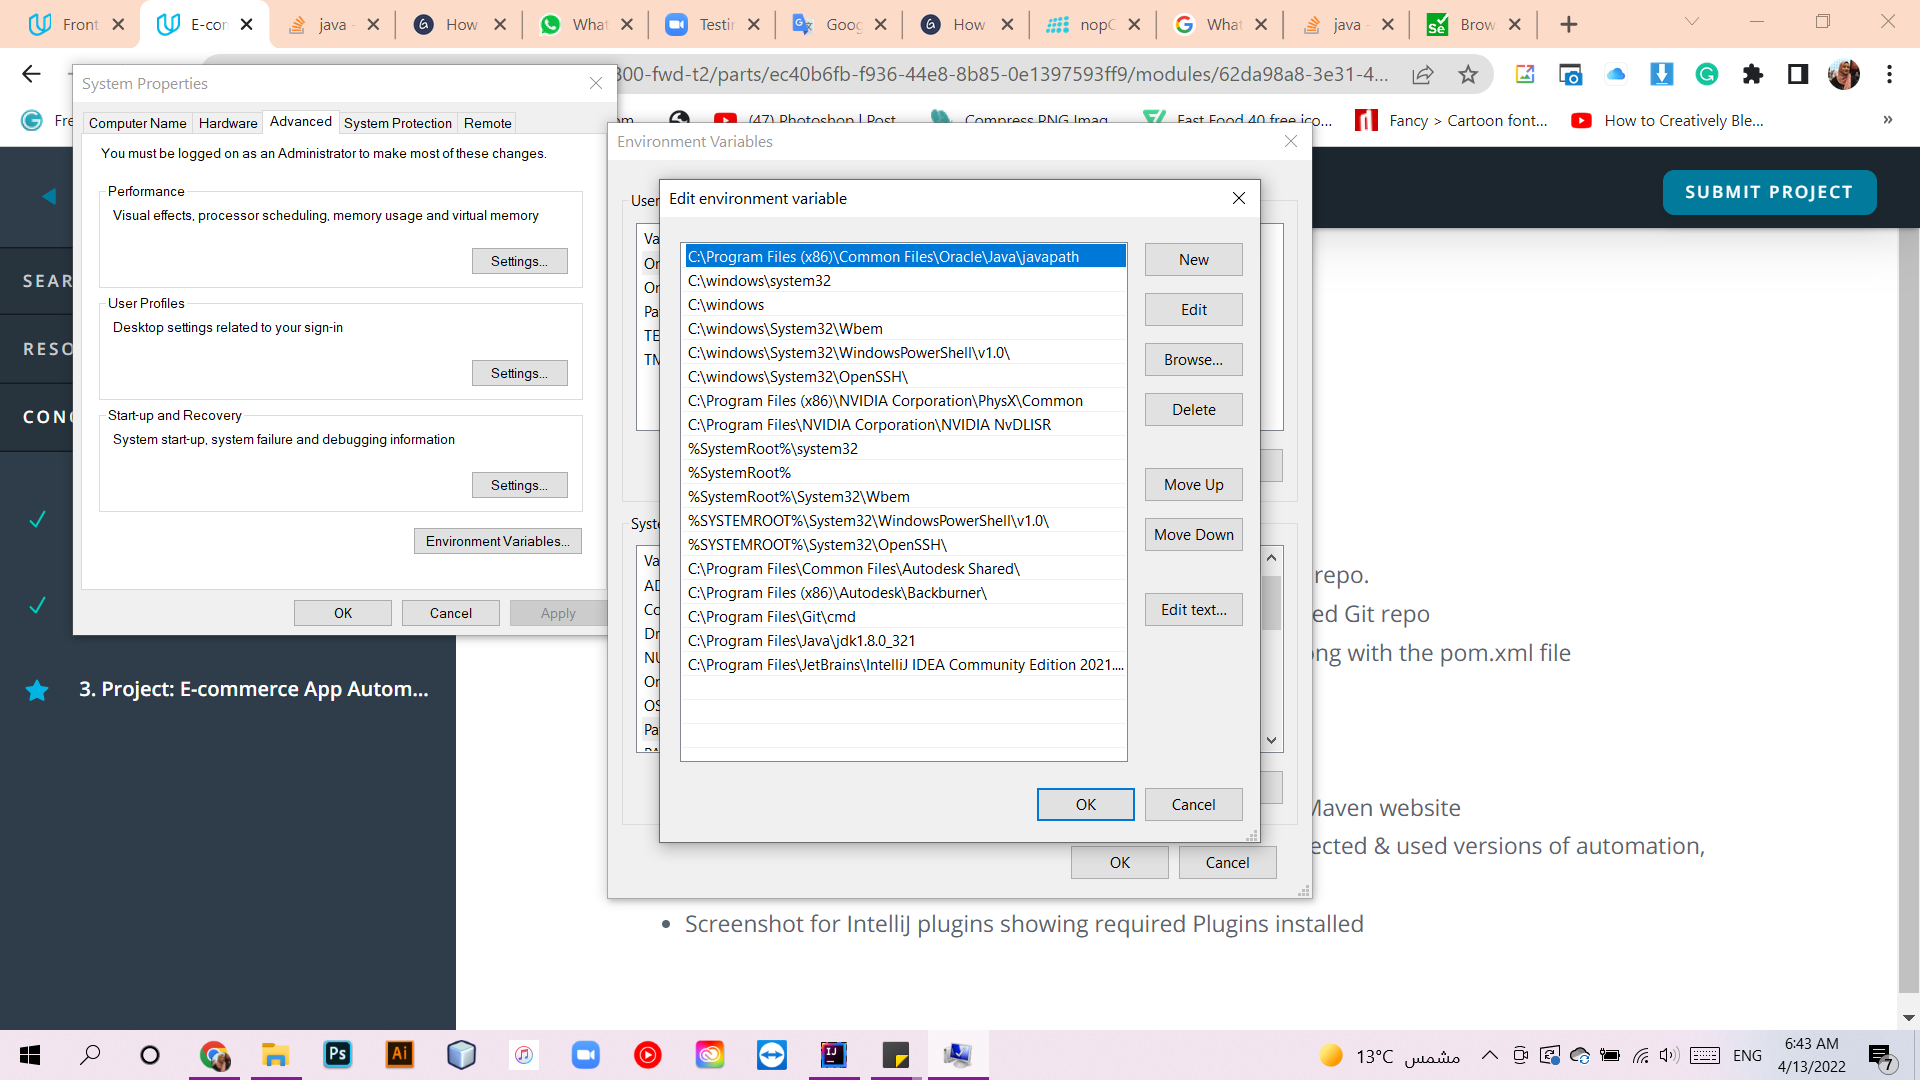 Front
E-con
java
How
What
Testin
Goog
How
nopC
What
java -
Brow
300-fwd-t2/parts/ec40b6fb-f936-44e8-8b85-0e1397593ff9/modules/62da98a8-3e31-4...
Fre
(47) Photoshop | Post
Compress PNG Imag
Fast Food 40 free ico...
Fancy > Cartoon font...
How to Creatively Ble...
»
System Properties
Computer Name
Hardware
Advanced
System Protection
Remote
You must be logged on as an Administrator to make most of these changes.
Performance
Visual effects, processor scheduling, memory usage and virtual memory
Settings...
User Profiles
Desktop settings related to your sign-in
Settings...
Start-up and Recovery
System start-up, system failure and debugging information
Settings...
Environment Variables...
OK
Cancel
Apply
Environment Variables
User
Va
On
On
Pa
TE
TM
Syste
Va
Co
Dr
NU
On
OS
Pa
OK
Cancel
Edit environment variable
C:\Program Files (x86)\Common Files\Oracle\Java\javapath
C:\windows\system32
C:\windows
C:\windows\System32\Wbem
C:\windows\System32\WindowsPowerShell\v1.0\
C:\windows\System32\OpenSSH\
C:\Program Files (x86)\NVIDIA Corporation\PhysX\Common
C:\Program Files\NVIDIA Corporation\NVIDIA NvDLISR
%SystemRoot%\system32
%SystemRoot%
%SystemRoot%\System32\Wbem
%SYSTEMROOT%\System32\WindowsPowerShell\v1.0\
%SYSTEMROOT%\System32\OpenSSH\
C:\Program Files\Common Files\Autodesk Shared\
C:\Program Files (x86)\Autodesk\Backburner\
C:\Program Files\Git\cmd
C:\Program Files\Java\jdk1.8.0_321
C:\Program Files\JetBrains\IntelliJ IDEA Community Edition 2021....
New
Edit
Browse...
Delete
Move Up
Move Down
Edit text...
OK
Cancel
SUBMIT PROJECT
SEAR
RESO
CONC
3. Project: E-commerce App Autom...
repo.
ed Git repo
ong with the pom.xml file
Maven website
ected & used versions of automation,
• Screenshot for IntelliJ plugins showing required Plugins installed
Ps
Ai
IJ
13°C مشمس
ENG
6:43 AM
4/13/2022
7